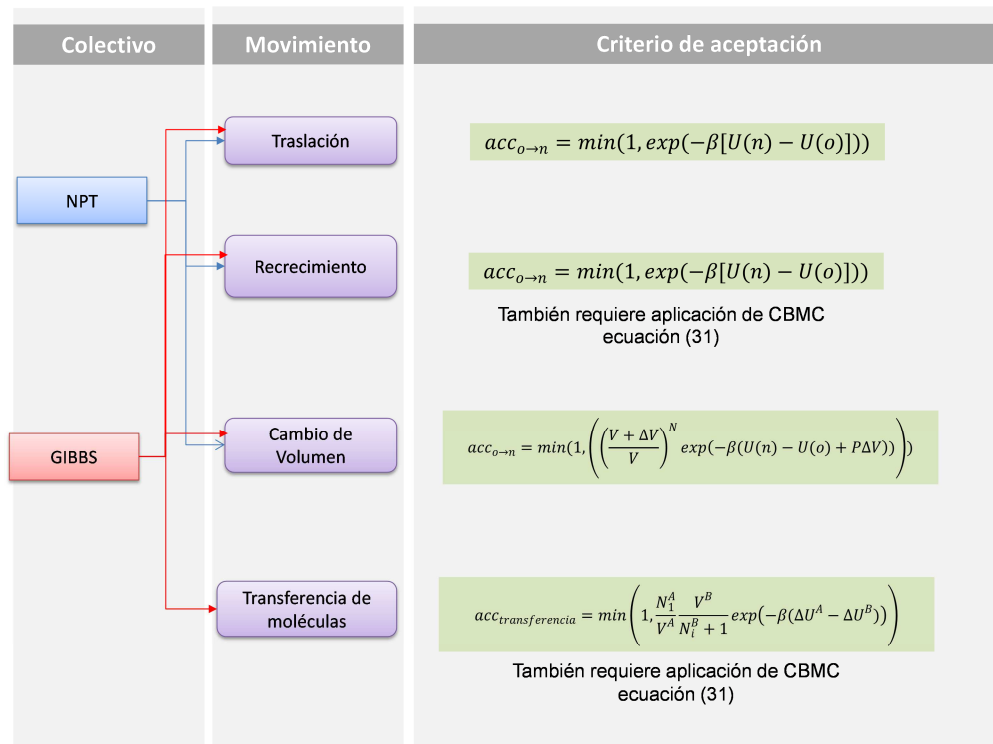 Colectivo
Movimiento
Criterio de aceptación
Traslación
acc_{o→n} = min(1, exp(−β[U(n) − U(o)]))
NPT
Recrecimiento
acc_{o→n} = min(1, exp(−β[U(n) − U(o)]))
También requiere aplicación de CBMC
ecuación (31)
GIBBS
Cambio de
Volumen
acc_{o→n} = min(1, (((V + ΔV)/V)^N exp(−β(U(n) − U(o) + PΔV))))
Transferencia de
moléculas
acc_{transferencia} = min(1, (N_1^A/V^A) (V^B/(N_i^B + 1)) exp(−β(ΔU^A − ΔU^B)))
También requiere aplicación de CBMC
ecuación (31)